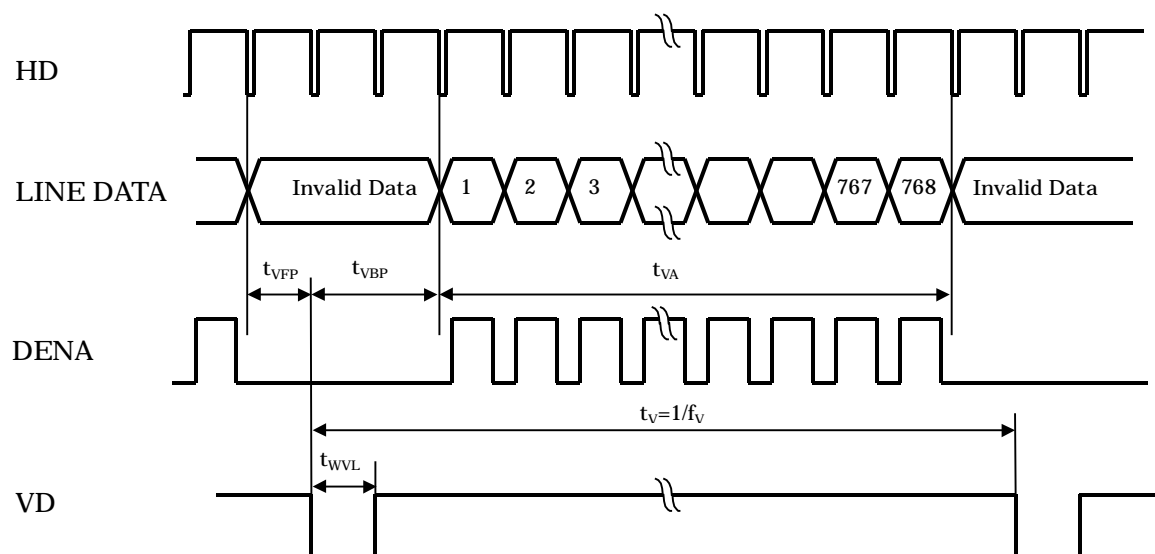 HD
LINE DATA
Invalid Data 1 2 3 767 768 Invalid Data
tVFP tVBP tVA
DENA
tV=1/fV
tWVL
VD